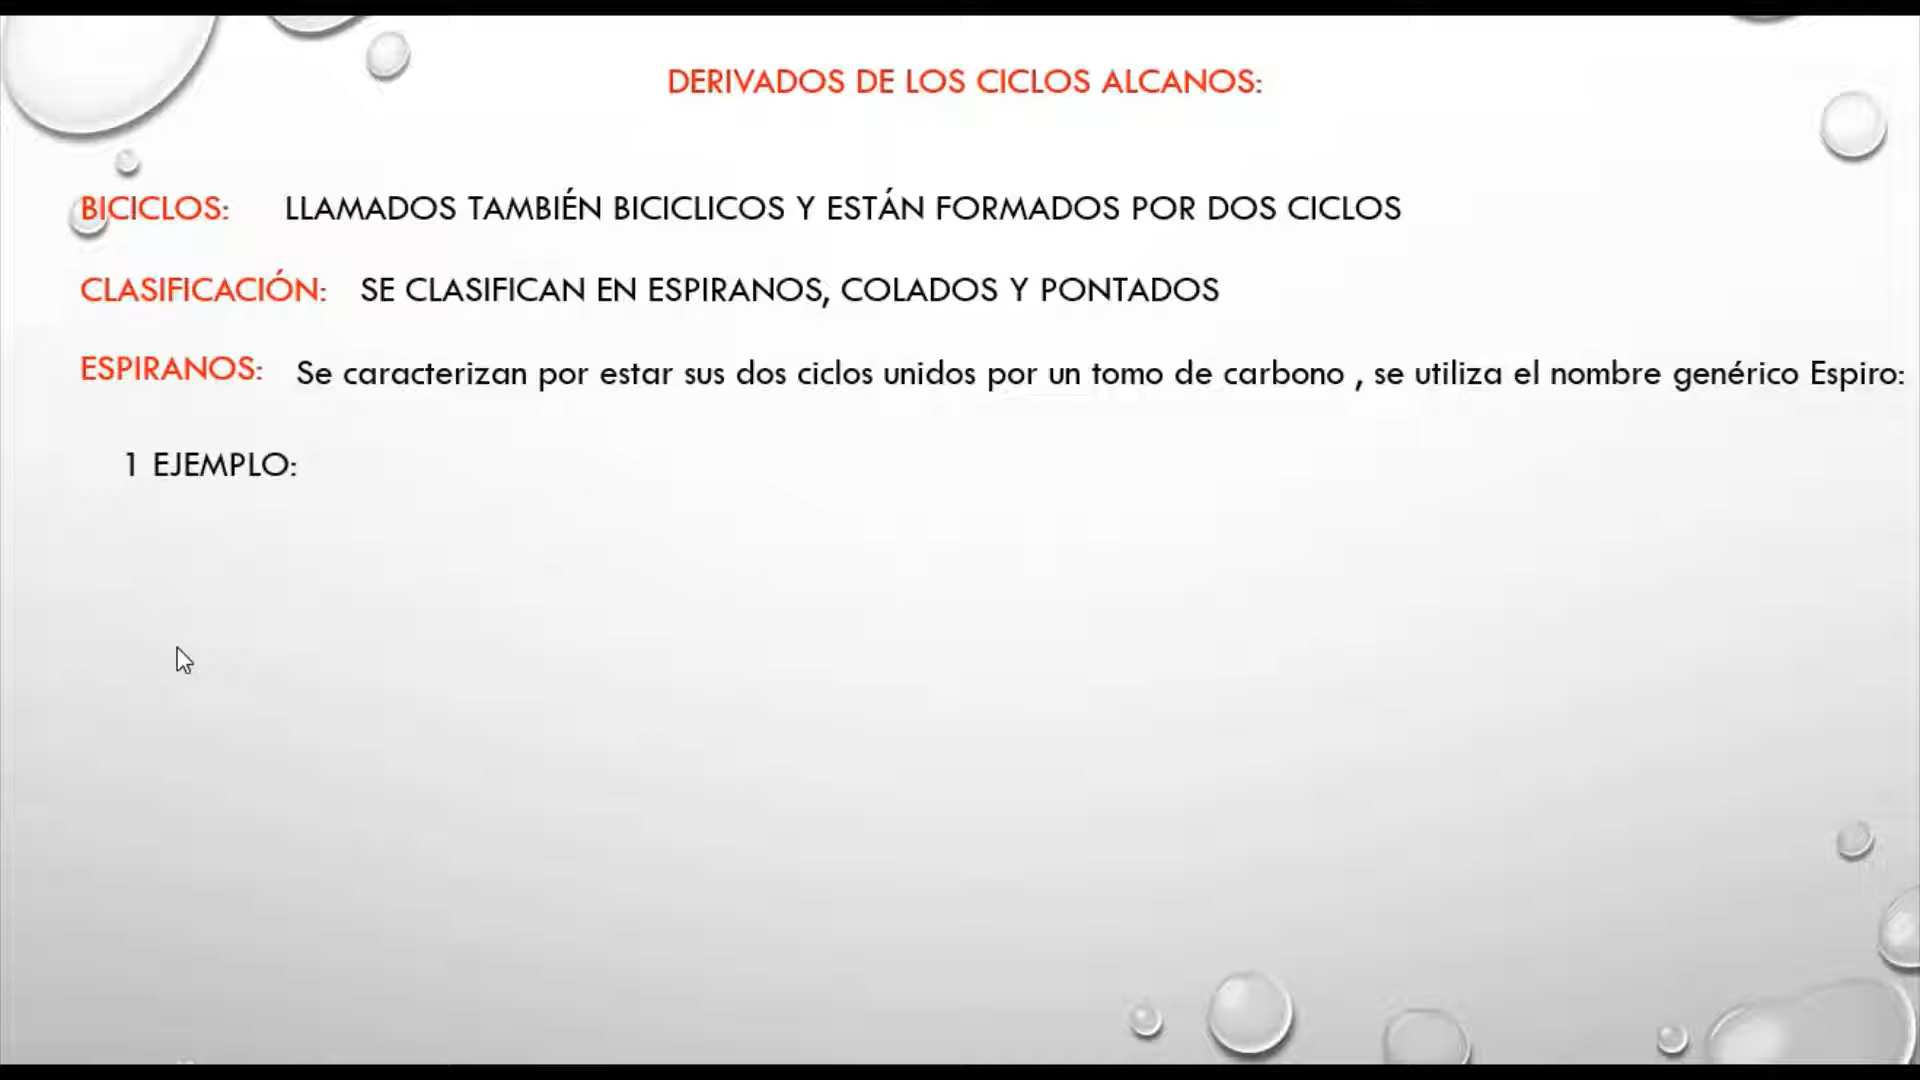 DERIVADOS DE LOS CICLOS ALCANOS:
BICICLOS: LLAMADOS TAMBIÉN BICICLICOS Y ESTÁN FORMADOS POR DOS CICLOS
CLASIFICACIÓN: SE CLASIFICAN EN ESPIRANOS, COLADOS Y PONTADOS
ESPIRANOS: Se caracterizan por estar sus dos ciclos unidos por un tomo de carbono , se utiliza el nombre genérico Espiro:
1 EJEMPLO: